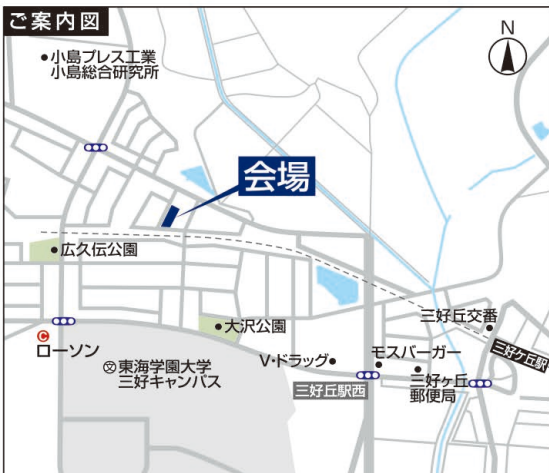 ご案内図
N
小島プレス工業
小島総合研究所
会場
広久伝公園
大沢公園
三好丘交番
ローソン
東海学園大学
三好キャンパス
V・ドラッグ
モスバーガー
三好ケ丘駅
三好丘駅西
三好ケ丘
郵便局